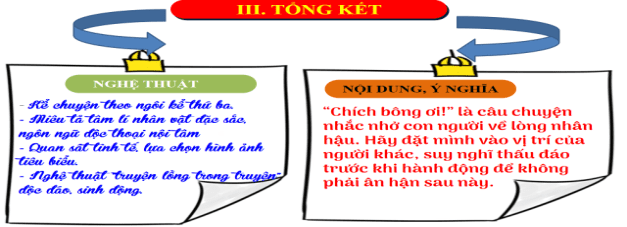 III. TỔNG KẾT
NGHỆ THUẬT
- Kể chuyện theo ngôi kể thứ ba.
- Miêu tả tâm lí nhân vật đặc sắc,
ngôn ngữ độc thoại nội tâm
- Quan sát tinh tế, lựa chọn hình ảnh
tiêu biểu.
- Nghệ thuật truyện lồng trong truyện
độc đáo, sinh động.
NỘI DUNG, Ý NGHĨA
“Chích bông ơi!” là câu chuyện
nhắc nhở con người về lòng nhân
hậu. Hãy đặt mình vào vị trí của
người khác, suy nghĩ thấu đáo
trước khi hành động để không
phải ân hận sau này.